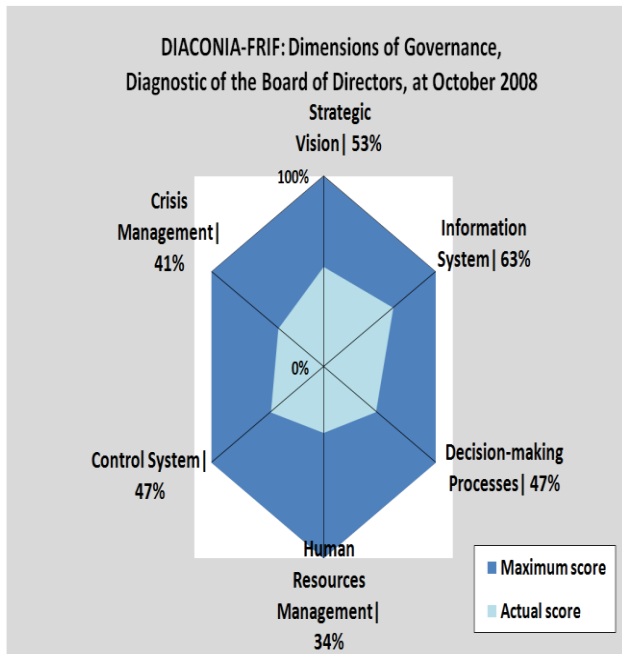 DIACONIA-FRIF: Dimensions of Governance,
Diagnostic of the Board of Directors, at October 2008
Strategic
Vision| 53%
100%
Crisis
Management|
41%
Information
System| 63%
0%
Control System|
47%
Decision-making
Processes| 47%
Human
Resources
Management|
34%
Maximum score
Actual score